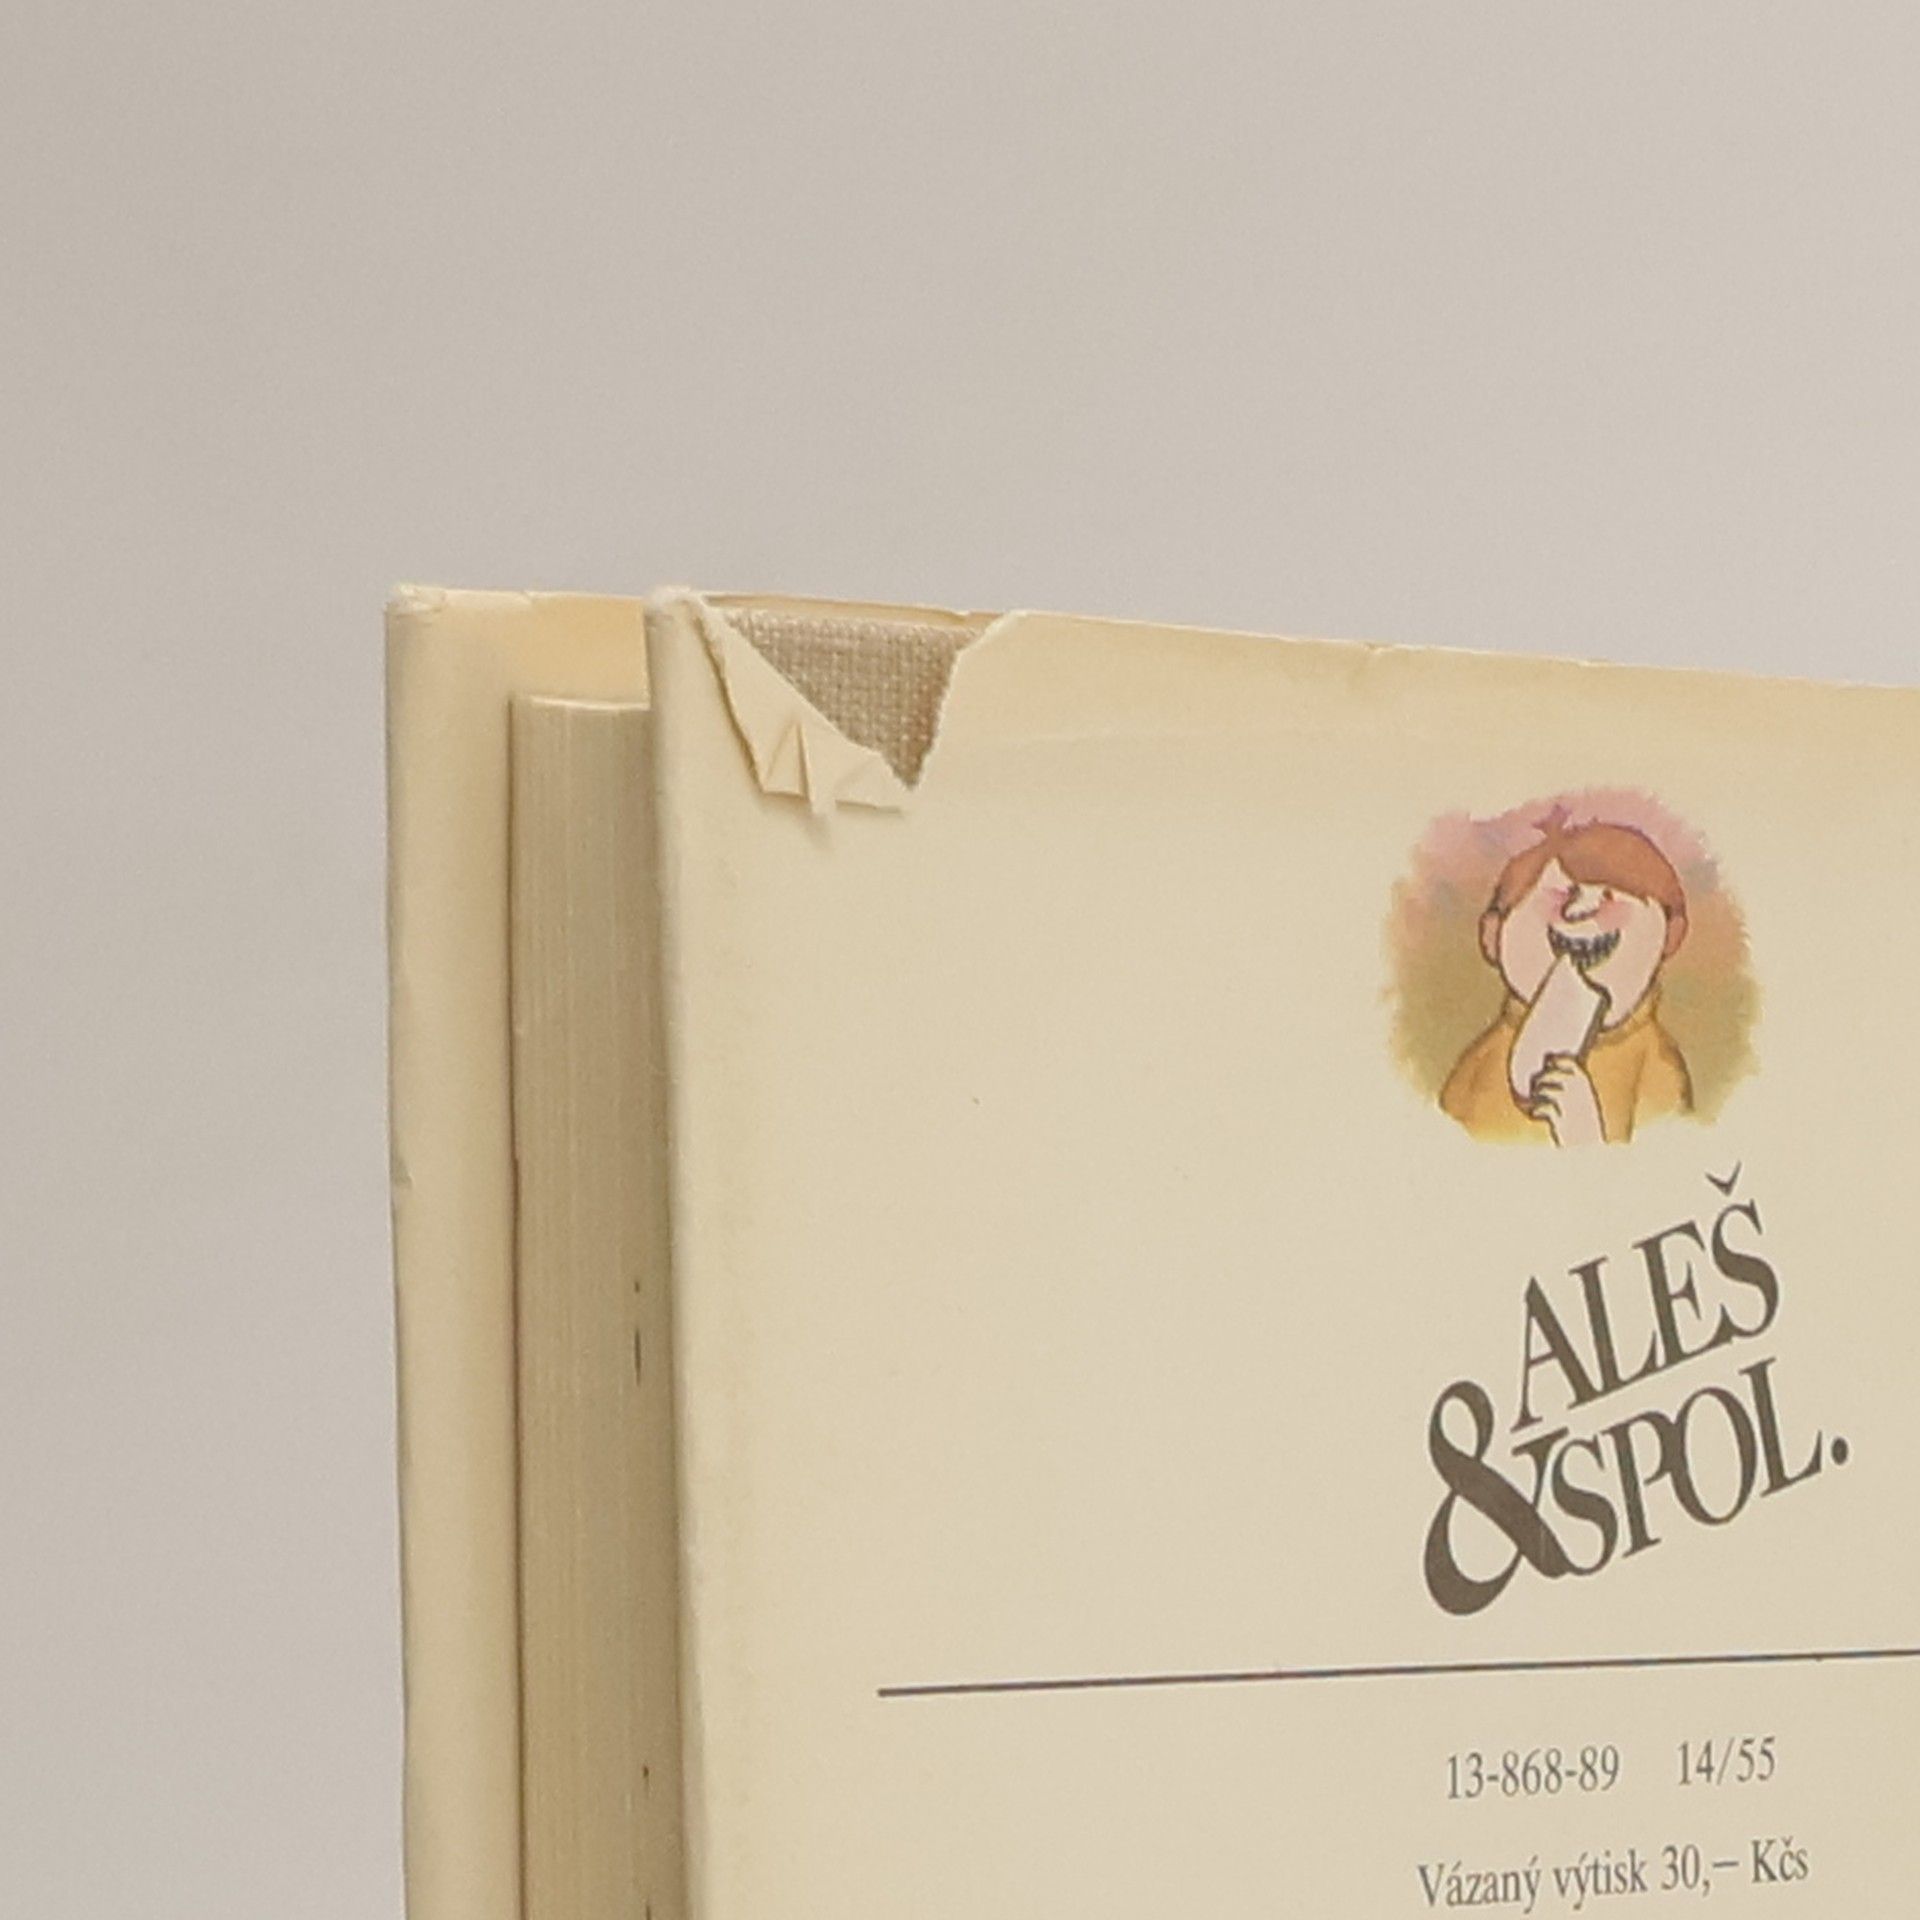 ALEŠ
& SPOL.
13-868-89 14/55
Vázaný výtisk 30,– Kčs